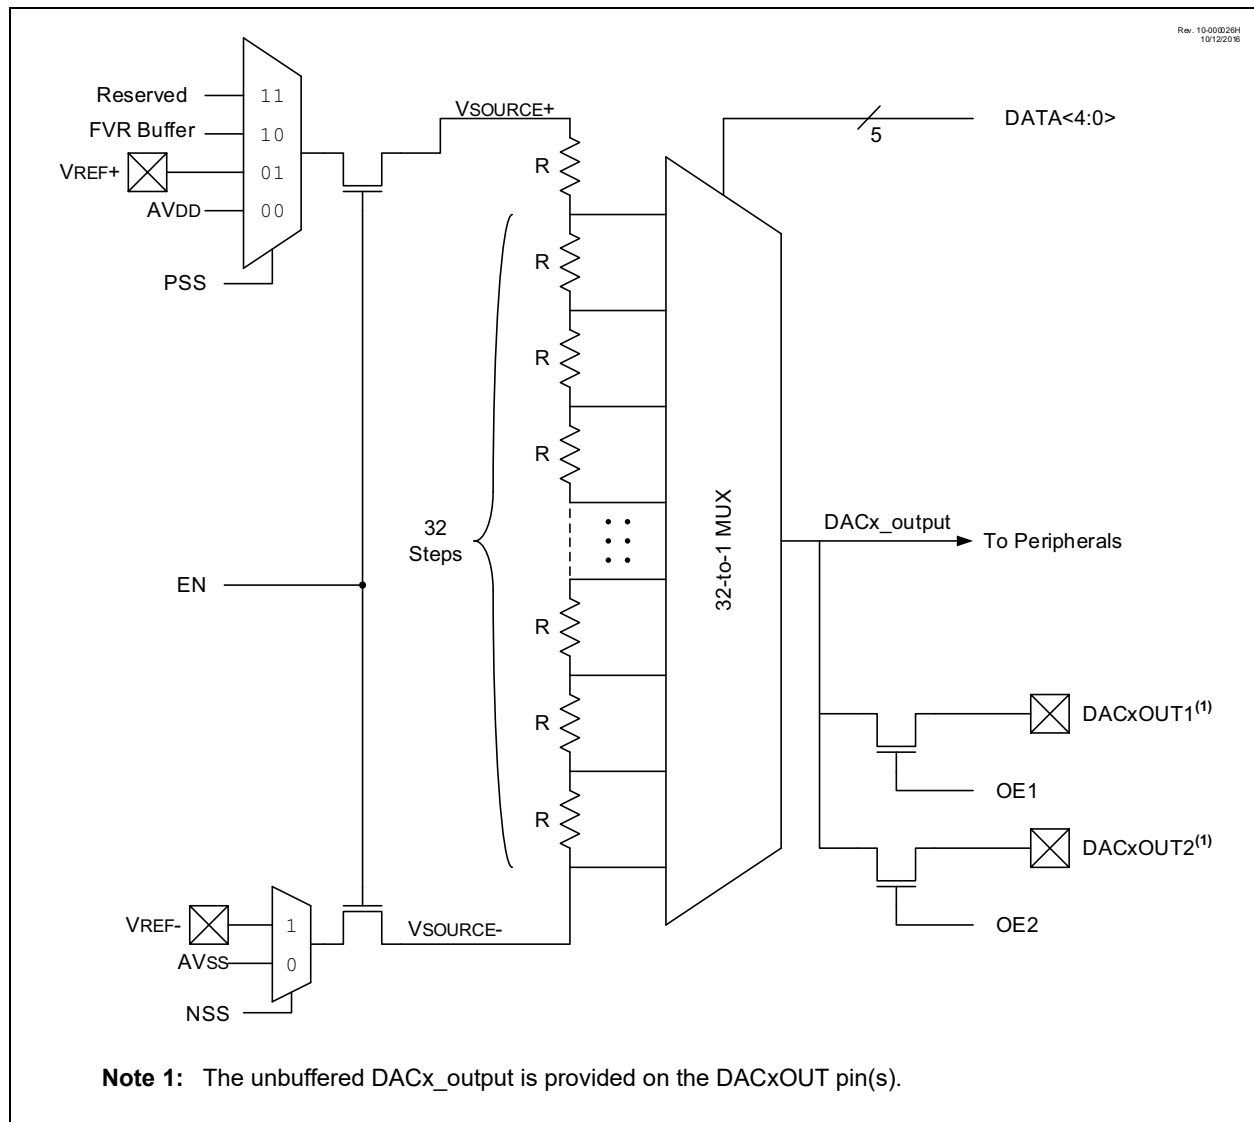 Rev. 10-000026H
10/12/2016
Reserved
11
FVR Buffer
10
VREF+
01
AVDD
00
PSS
VSOURCE+
R
R
R
R
32
Steps
R
R
R
EN
DATA<4:0>
5
32-to-1 MUX
DACx_output
To Peripherals
DACxOUT1(1)
OE1
DACxOUT2(1)
OE2
VREF-
1
AVSS
0
NSS
VSOURCE-
Note 1: The unbuffered DACx_output is provided on the DACxOUT pin(s).